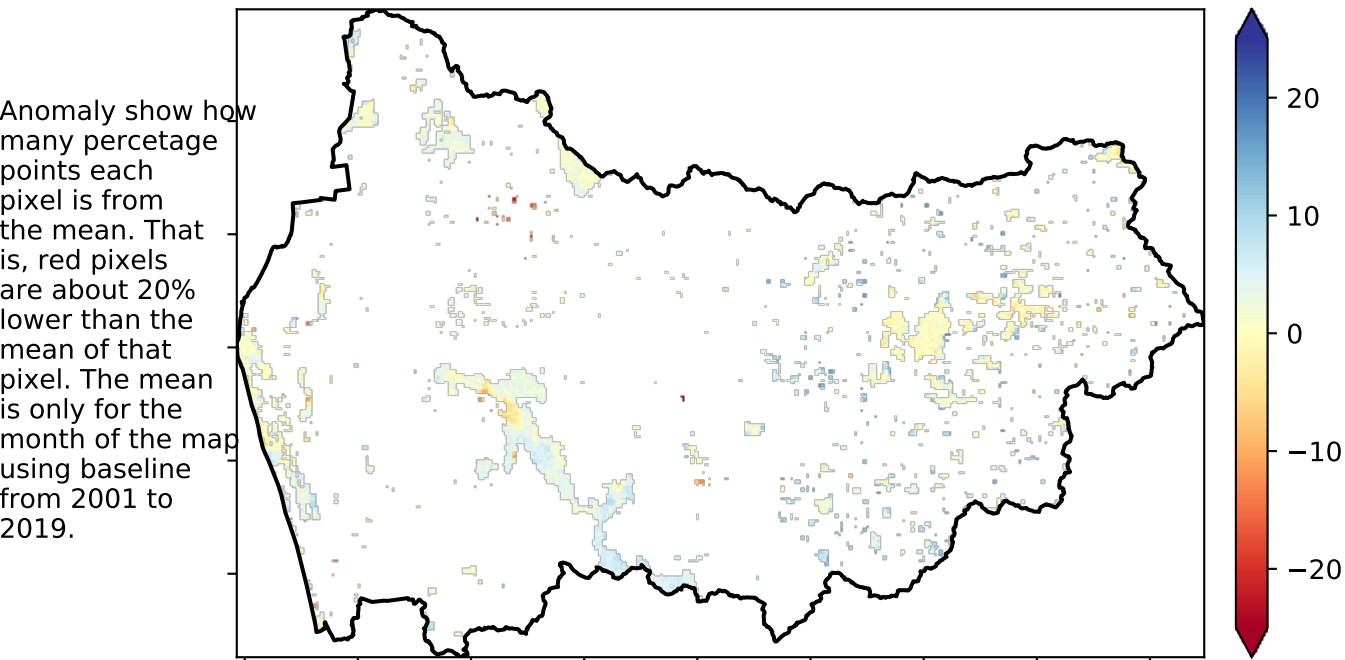 Anomaly show how
many percetage
points each
pixel is from
the mean. That
is, red pixels
are about 20%
lower than the
mean of that
pixel. The mean
is only for the
month of the map
using baseline
from 2001 to
2019.
20
10
0
−10
−20